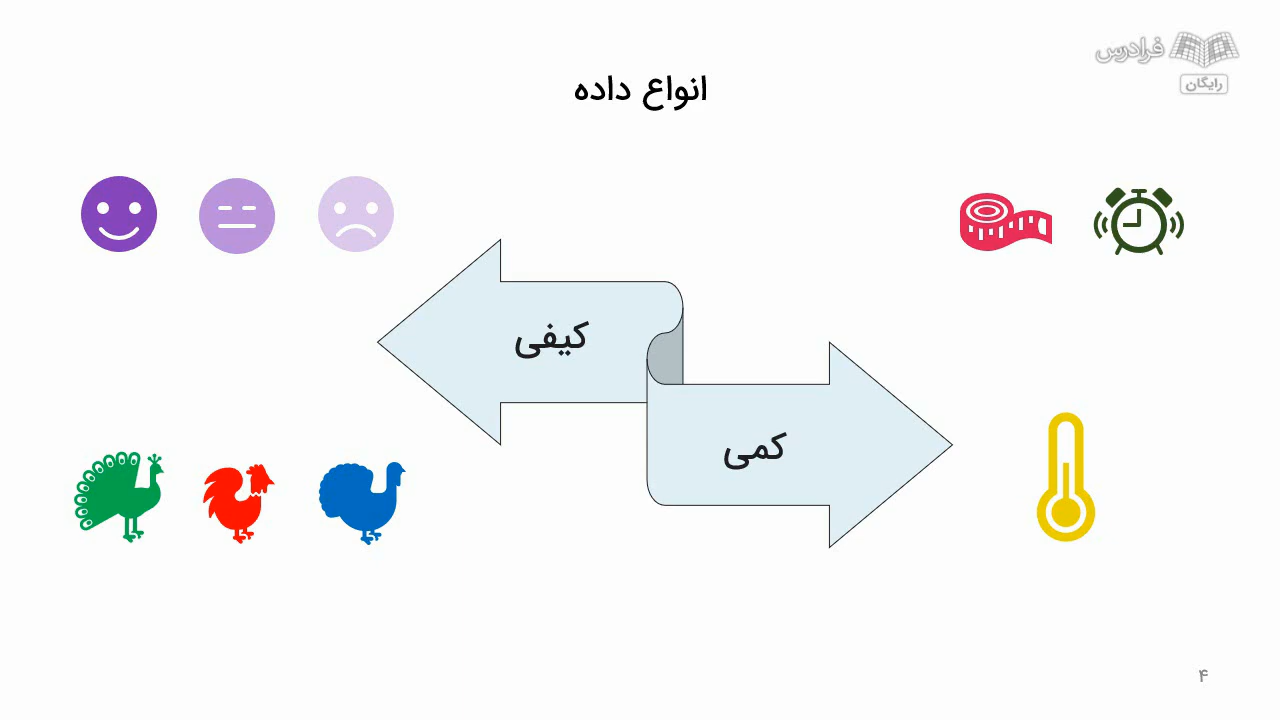 فرادرس
رایگان
انواع داده
کیفی
کمی
۴